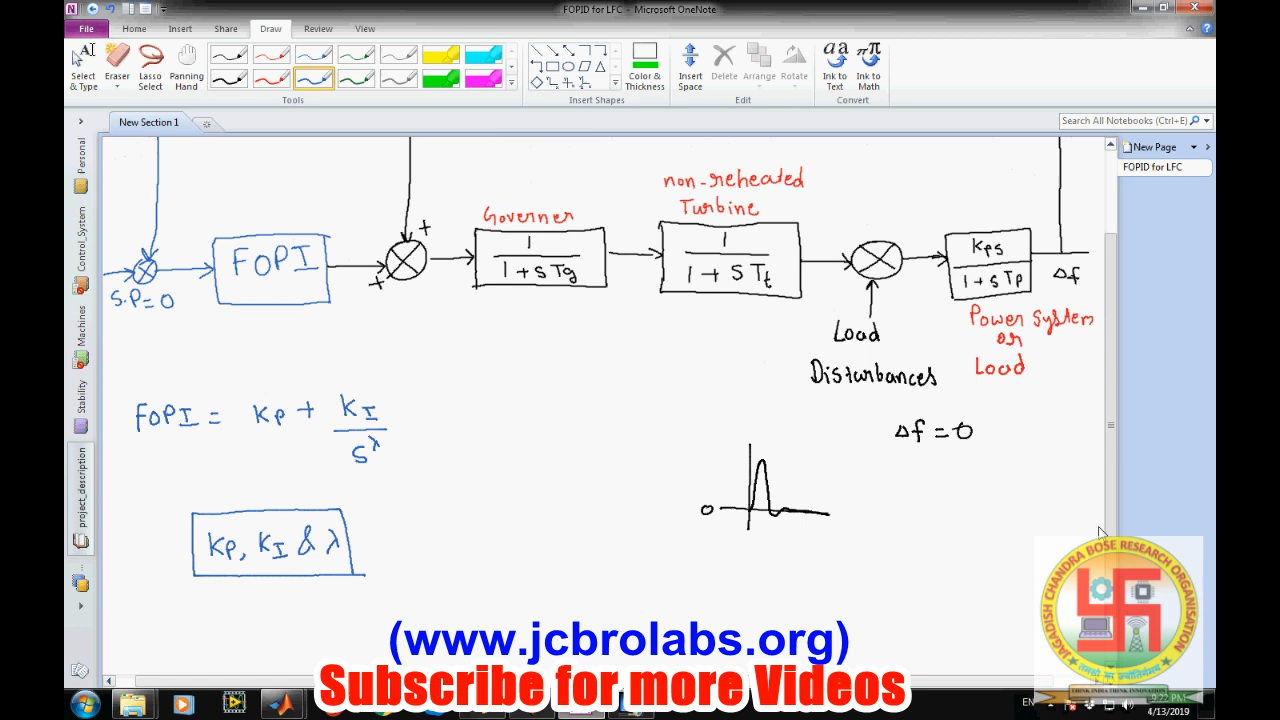 FOPID for LFC - Microsoft OneNote
File Home Insert Share Draw Review View
Select & Type
Eraser
Lasso Select
Panning Hand
Color & Thickness
Insert Space
Delete
Arrange
Rotate
Ink to Text
Ink to Math
Tools
Insert Shapes
Edit
Convert
New Section 1
Search All Notebooks (Ctrl+E)
New Page
FOPID for LFC
Personal
Control_System
Machines
Stability
project_description
non-reheated
Turbine
Governer
+
+
S.P=0
FOPI
1
1+STg
1
1+STt
Kps
1+STp
Δf
Load
Disturbances
Power System
or
Load
FOPI = KP + KI
S^λ
Δf = 0
0
KP, KI & λ
(www.jcbrolabs.org)
Subscribe for more Videos
JAGADISH CHANDRA BOSE RESEARCH ORGANISATION
THINK INDIA THINK INNOVATION
EN
9:22 PM
4/13/2019